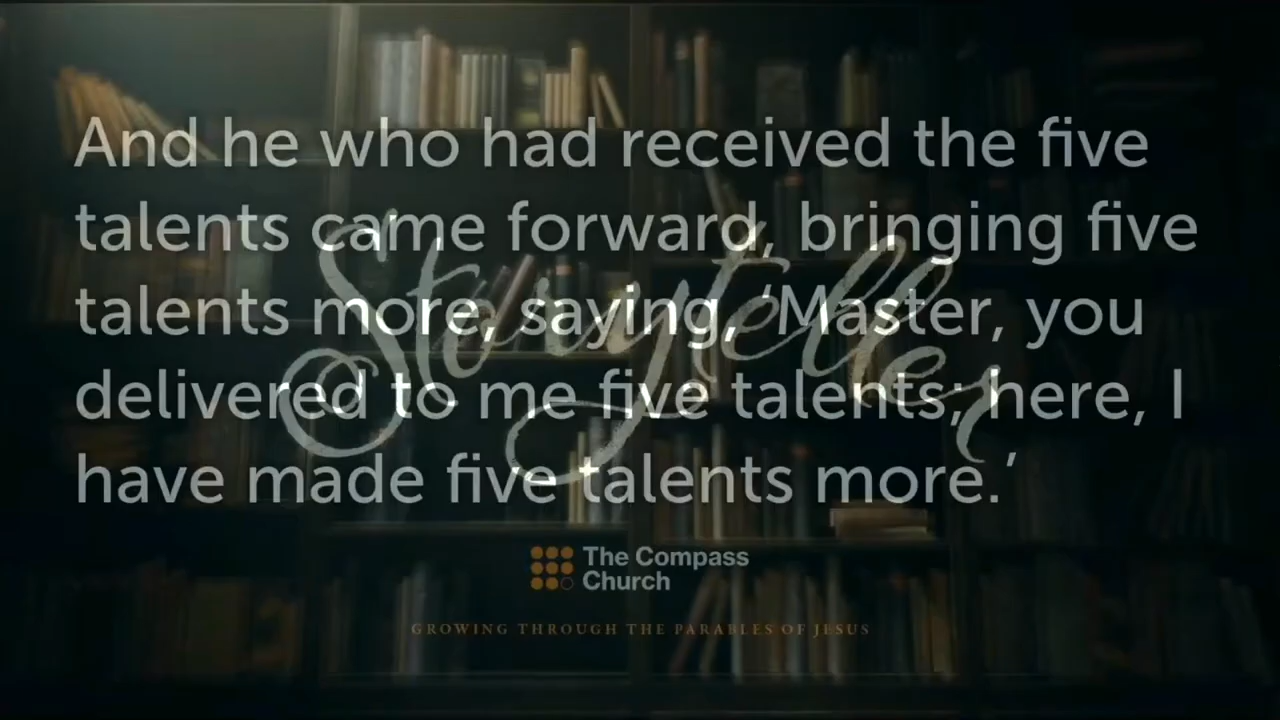 And he who had received the five
talents came forward, bringing five
talents more, saying, ‘Master, you
delivered to me five talents; here, I
have made five talents more.’
Storyteller
The Compass
Church
GROWING THROUGH THE PARABLES OF JESUS